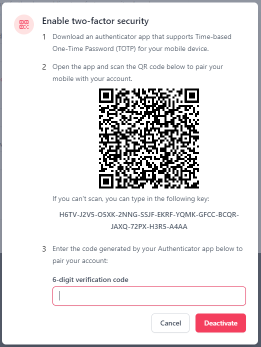 Enable two-factor security
1 Download an authenticator app that supports Time-based
One-Time Password (TOTP) for your mobile device.
2 Open the app and scan the QR code below to pair your
mobile with your account.
If you can't scan, you can type in the following key:
H6TV-J2VS-O5XK-2NNG-SSJF-EKRF-YQMK-GFCC-BCQR-
JAXQ-72PX-H3RS-A4AA
3 Enter the code generated by your Authenticator app below to
pair your account:
6-digit verification code
Cancel Deactivate